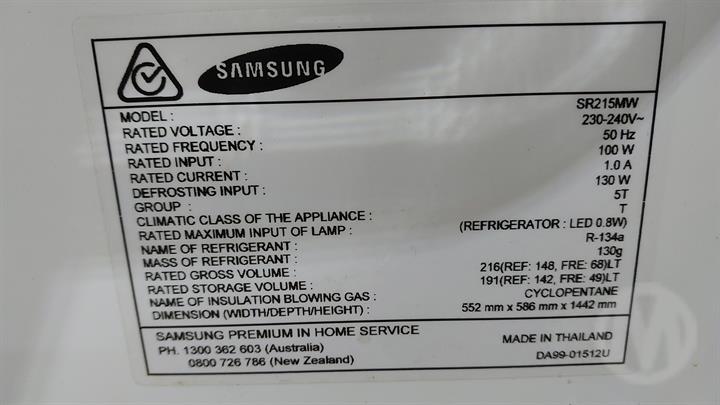 SAMSUNG
MODEL : SR215MW
RATED VOLTAGE : 230-240V~
RATED FREQUENCY : 50 Hz
RATED INPUT : 100 W
RATED CURRENT : 1.0 A
DEFROSTING INPUT : 130 W
GROUP : 5T
CLIMATIC CLASS OF THE APPLIANCE : T
RATED MAXIMUM INPUT OF LAMP : (REFRIGERATOR : LED 0.8W)
NAME OF REFRIGERANT : R-134a
MASS OF REFRIGERANT : 130g
RATED GROSS VOLUME : 216(REF: 148, FRE: 68)LT
RATED STORAGE VOLUME : 191(REF: 142, FRE: 49)LT
NAME OF INSULATION BLOWING GAS : CYCLOPENTANE
DIMENSION (WIDTH/DEPTH/HEIGHT) : 552 mm x 586 mm x 1442 mm
SAMSUNG PREMIUM IN HOME SERVICE
PH. 1300 362 603 (Australia)
0800 726 786 (New Zealand)
MADE IN THAILAND
DA99-01512U